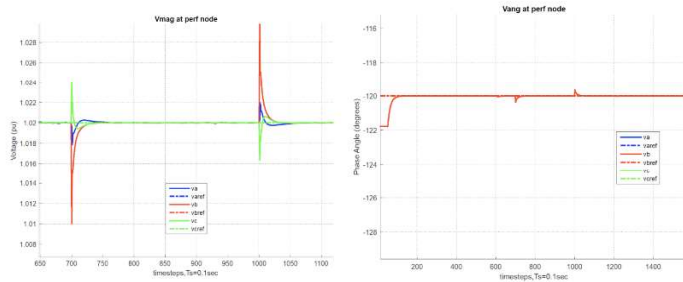 Vmag at perf node
1.028
1.026
1.024
1.022
1.020
1.018
1.016
1.014
1.012
1.01
1.008
Voltage (pu)
va
varef
vb
vbref
vc
vcref
650 700 750 800 850 900 950 1000 1050 1100
timesteps,Ts=0.1sec
Vang at perf node
-116
-118
-120
-122
-124
-126
-128
Phase Angle (degrees)
va
varef
vb
vbref
vc
vcref
200 400 600 800 1000 1200 1400
timesteps,Ts=0.1sec